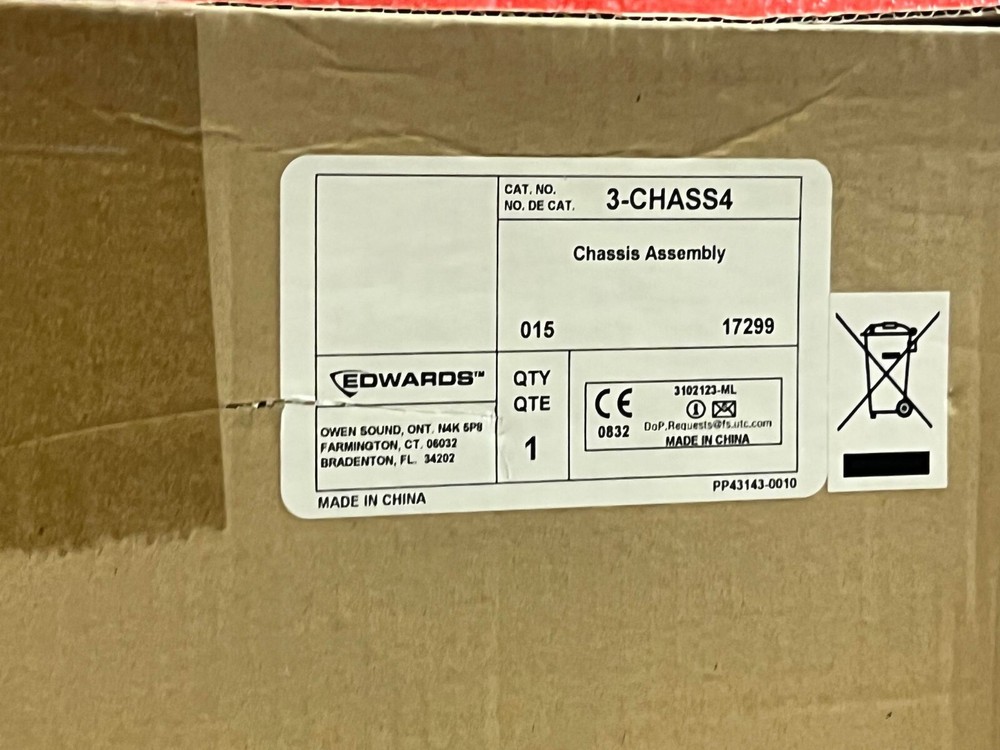 CAT. NO.
NO. DE CAT.
3-CHASS4
Chassis Assembly
015
17299
EDWARDS™
QTY
QTE
1
OWEN SOUND, ONT. N4K 5P8
FARMINGTON, CT. 06032
BRADENTON, FL. 34202
CE
0832
3102123-ML
DoP.Requests@fs.utc.com
MADE IN CHINA
MADE IN CHINA
PP43143-0010